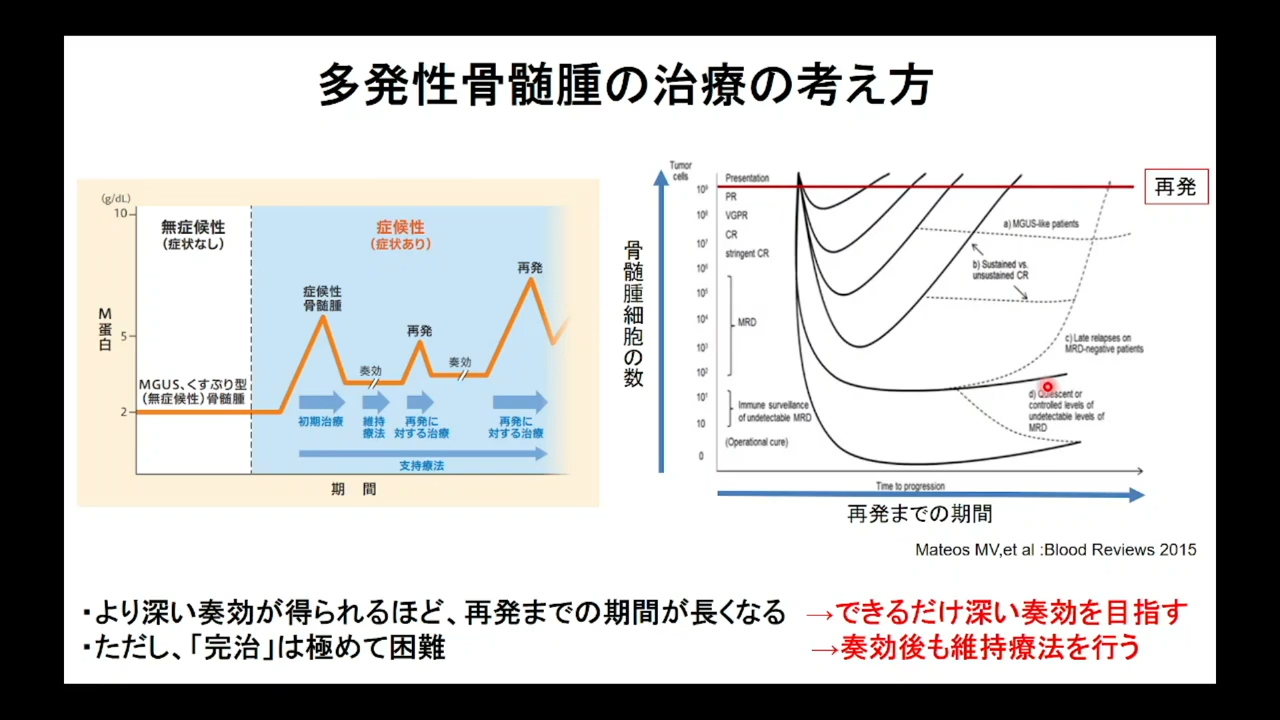 多発性骨髄腫の治療の考え方
(g/dL)
10
5
2
M蛋白
無症候性
(症状なし)
症候性
(症状あり)
症候性
骨髄腫
再発
再発
奏効
奏効
MGUS、くすぶり型
(無症候性)骨髄腫
初期治療
維持
療法
再発に
対する治療
再発に
対する治療
支持療法
期 間
骨髄腫細胞の数
Tumor
cells
10⁹
10⁸
10⁷
10⁶
10⁵
10⁴
10³
10²
10¹
10
0
Presentation
PR
VGPR
CR
stringent CR
MRD
Immune surveillance
of undetectable MRD
(Operational cure)
再発
a) MGUS-like patients
b) Sustained vs.
unsustained CR
c) Late relapses on
MRD-negative patients
d) Quiescent or
controlled levels of
undetectable levels of
MRD
Time to progression
再発までの期間
Mateos MV,et al :Blood Reviews 2015
・より深い奏効が得られるほど、再発までの期間が長くなる →できるだけ深い奏効を目指す
・ただし、「完治」は極めて困難 →奏効後も維持療法を行う